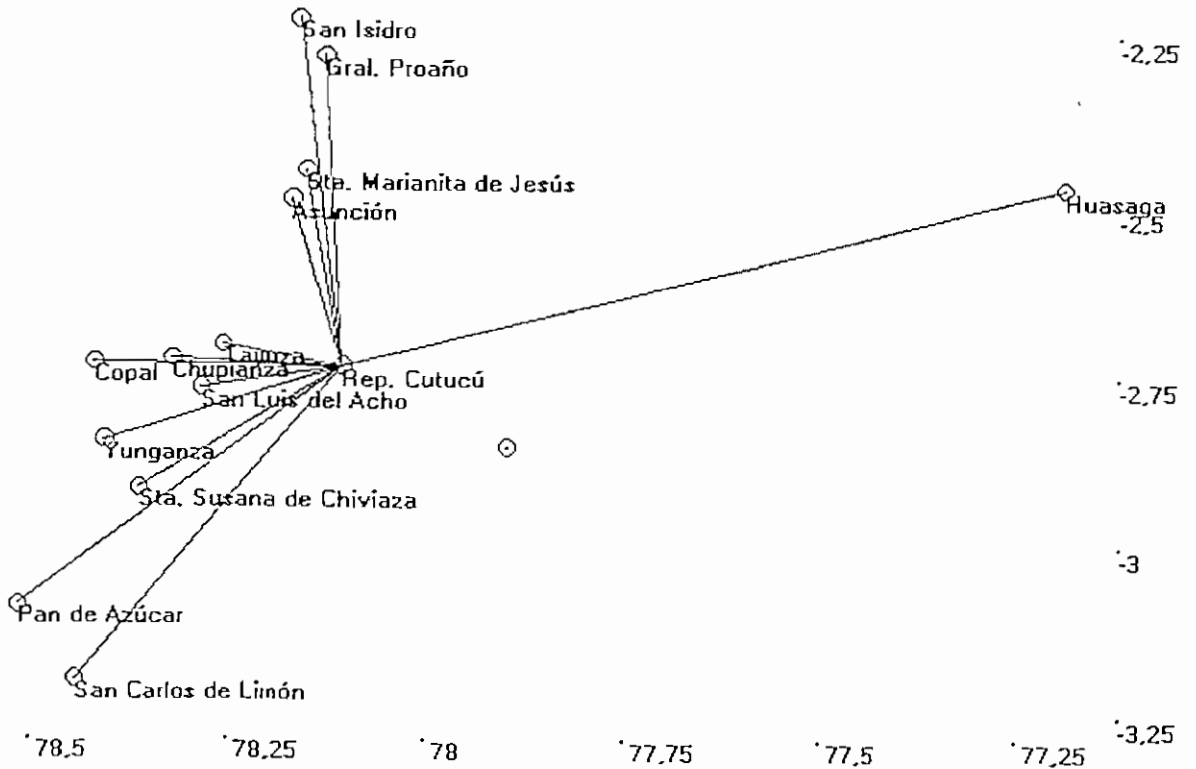 San Isidro
-2,25
Gral. Proaño
Sta. Marianita de Jesús
Asunción
Huasaga
-2,5
Copal
Chupianza
Rep. Cutucú
San Luis del Acho
-2,75
Yunganza
Sta. Susana de Chiviaza
-3
Pan de Azúcar
San Carlos de Limón
-3,25
78,5
78,25
78
77,75
77,5
77,25